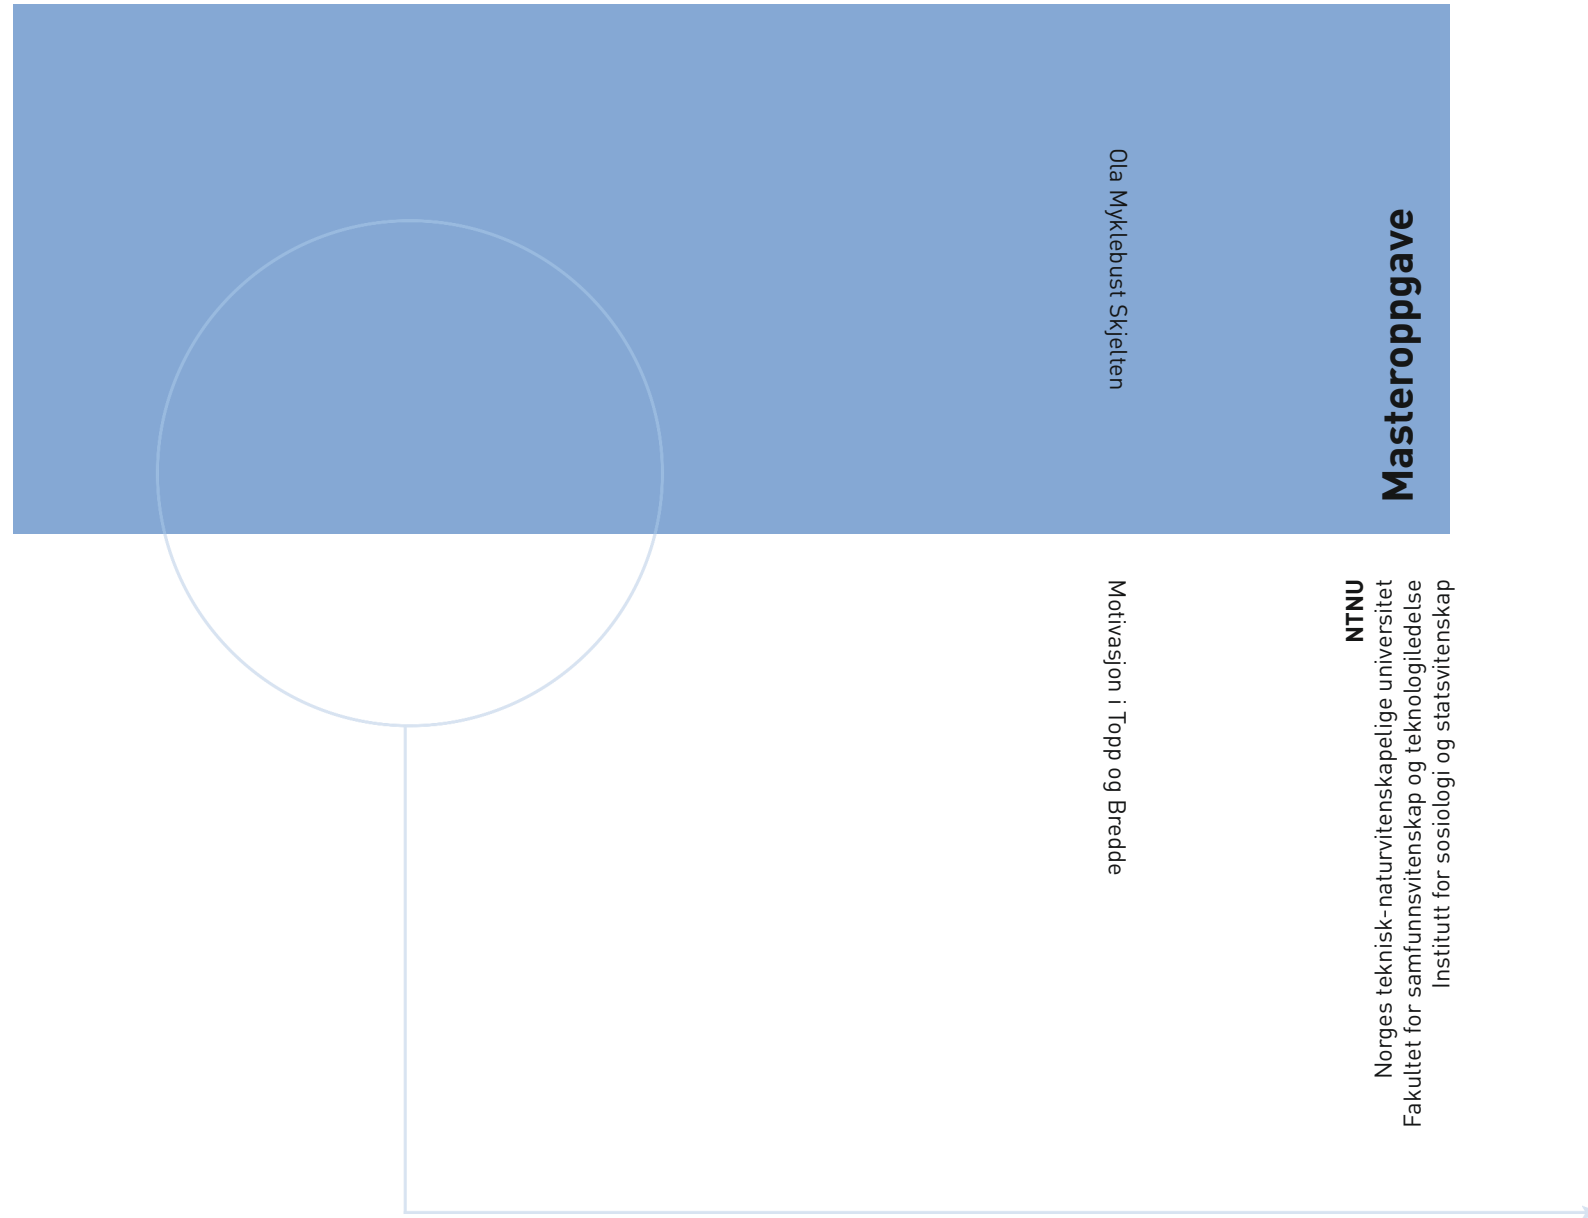 Ola Myklebust Skjelten
Motivasjon i Topp og Bredde
Masteroppgave
NTNU
Norges teknisk-naturvitenskapelige universitet
Fakultet for samfunnsvitenskap og teknologiledelse
Institutt for sosiologi og statsvitenskap